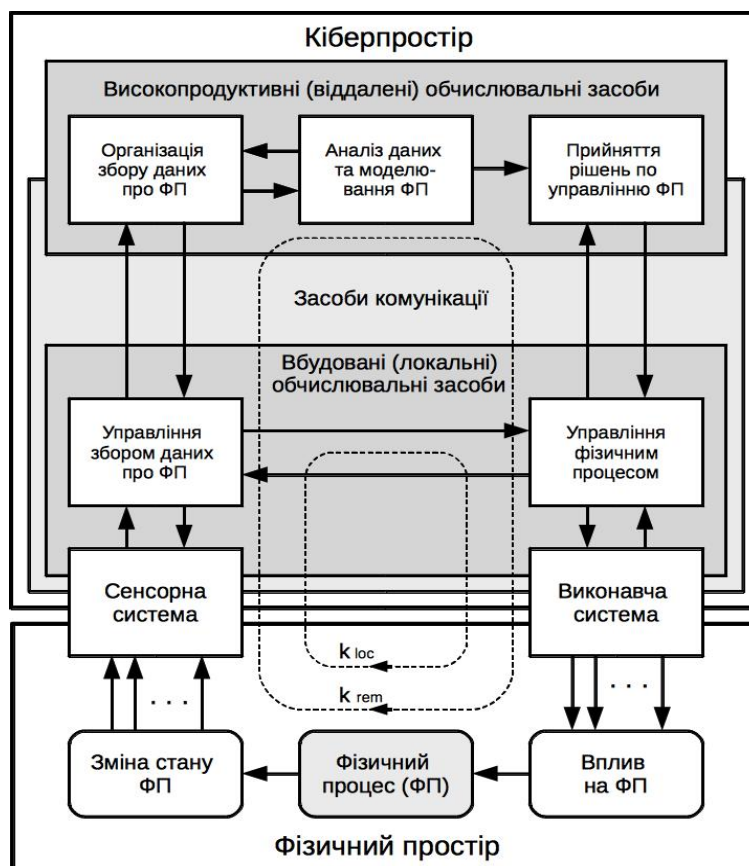 Кіберпростір
Високопродуктивні (віддалені) обчислювальні засоби
Організація
збору даних
про ФП
Аналіз даних
та моделю-
вання ФП
Прийняття
рішень по
управлінню ФП
Засоби комунікації
Вбудовані (локальні)
обчислювальні засоби
Управління
збором даних
про ФП
Управління
фізичним
процесом
Сенсорна
система
Виконавча
система
k loc
k rem
. . .
. . .
Зміна стану
ФП
Фізичний
процес (ФП)
Вплив
на ФП
Фізичний простір